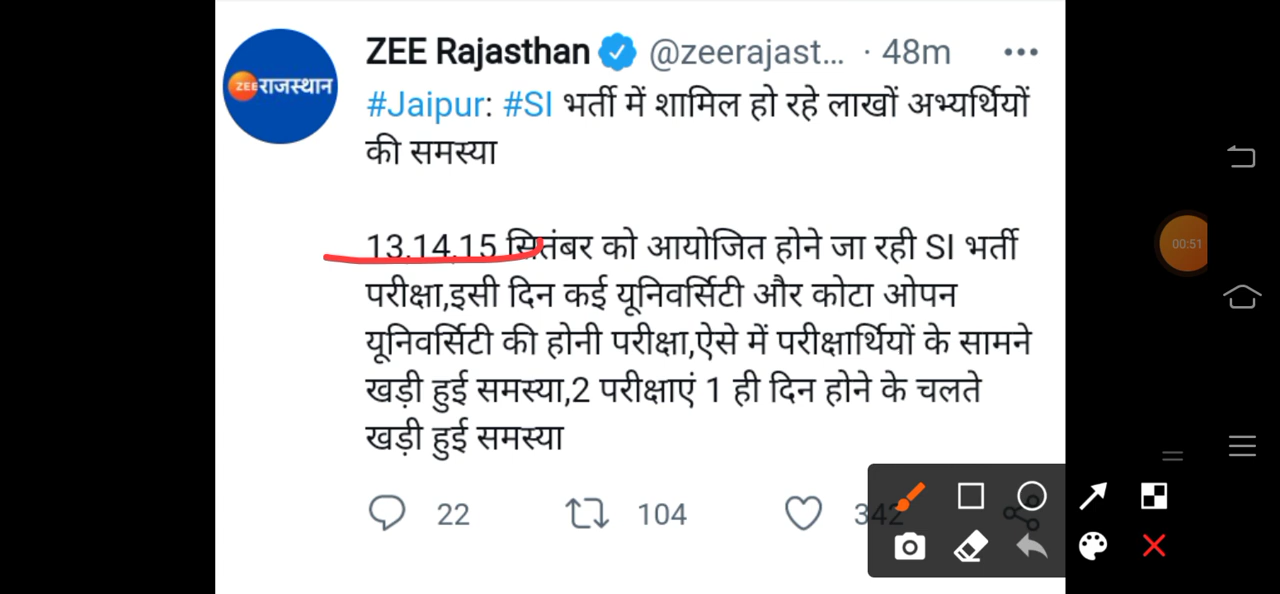 ZEE Rajasthan @zeerajast... · 48m
ZEE राजस्थान
#Jaipur: #SI भर्ती में शामिल हो रहे लाखों अभ्यर्थियों
की समस्या
13,14,15 सितंबर को आयोजित होने जा रही SI भर्ती
परीक्षा,इसी दिन कई यूनिवर्सिटी और कोटा ओपन
यूनिवर्सिटी की होनी परीक्षा,ऐसे में परीक्षार्थियों के सामने
खड़ी हुई समस्या,2 परीक्षाएं 1 ही दिन होने के चलते
खड़ी हुई समस्या
22 104 342
00:51